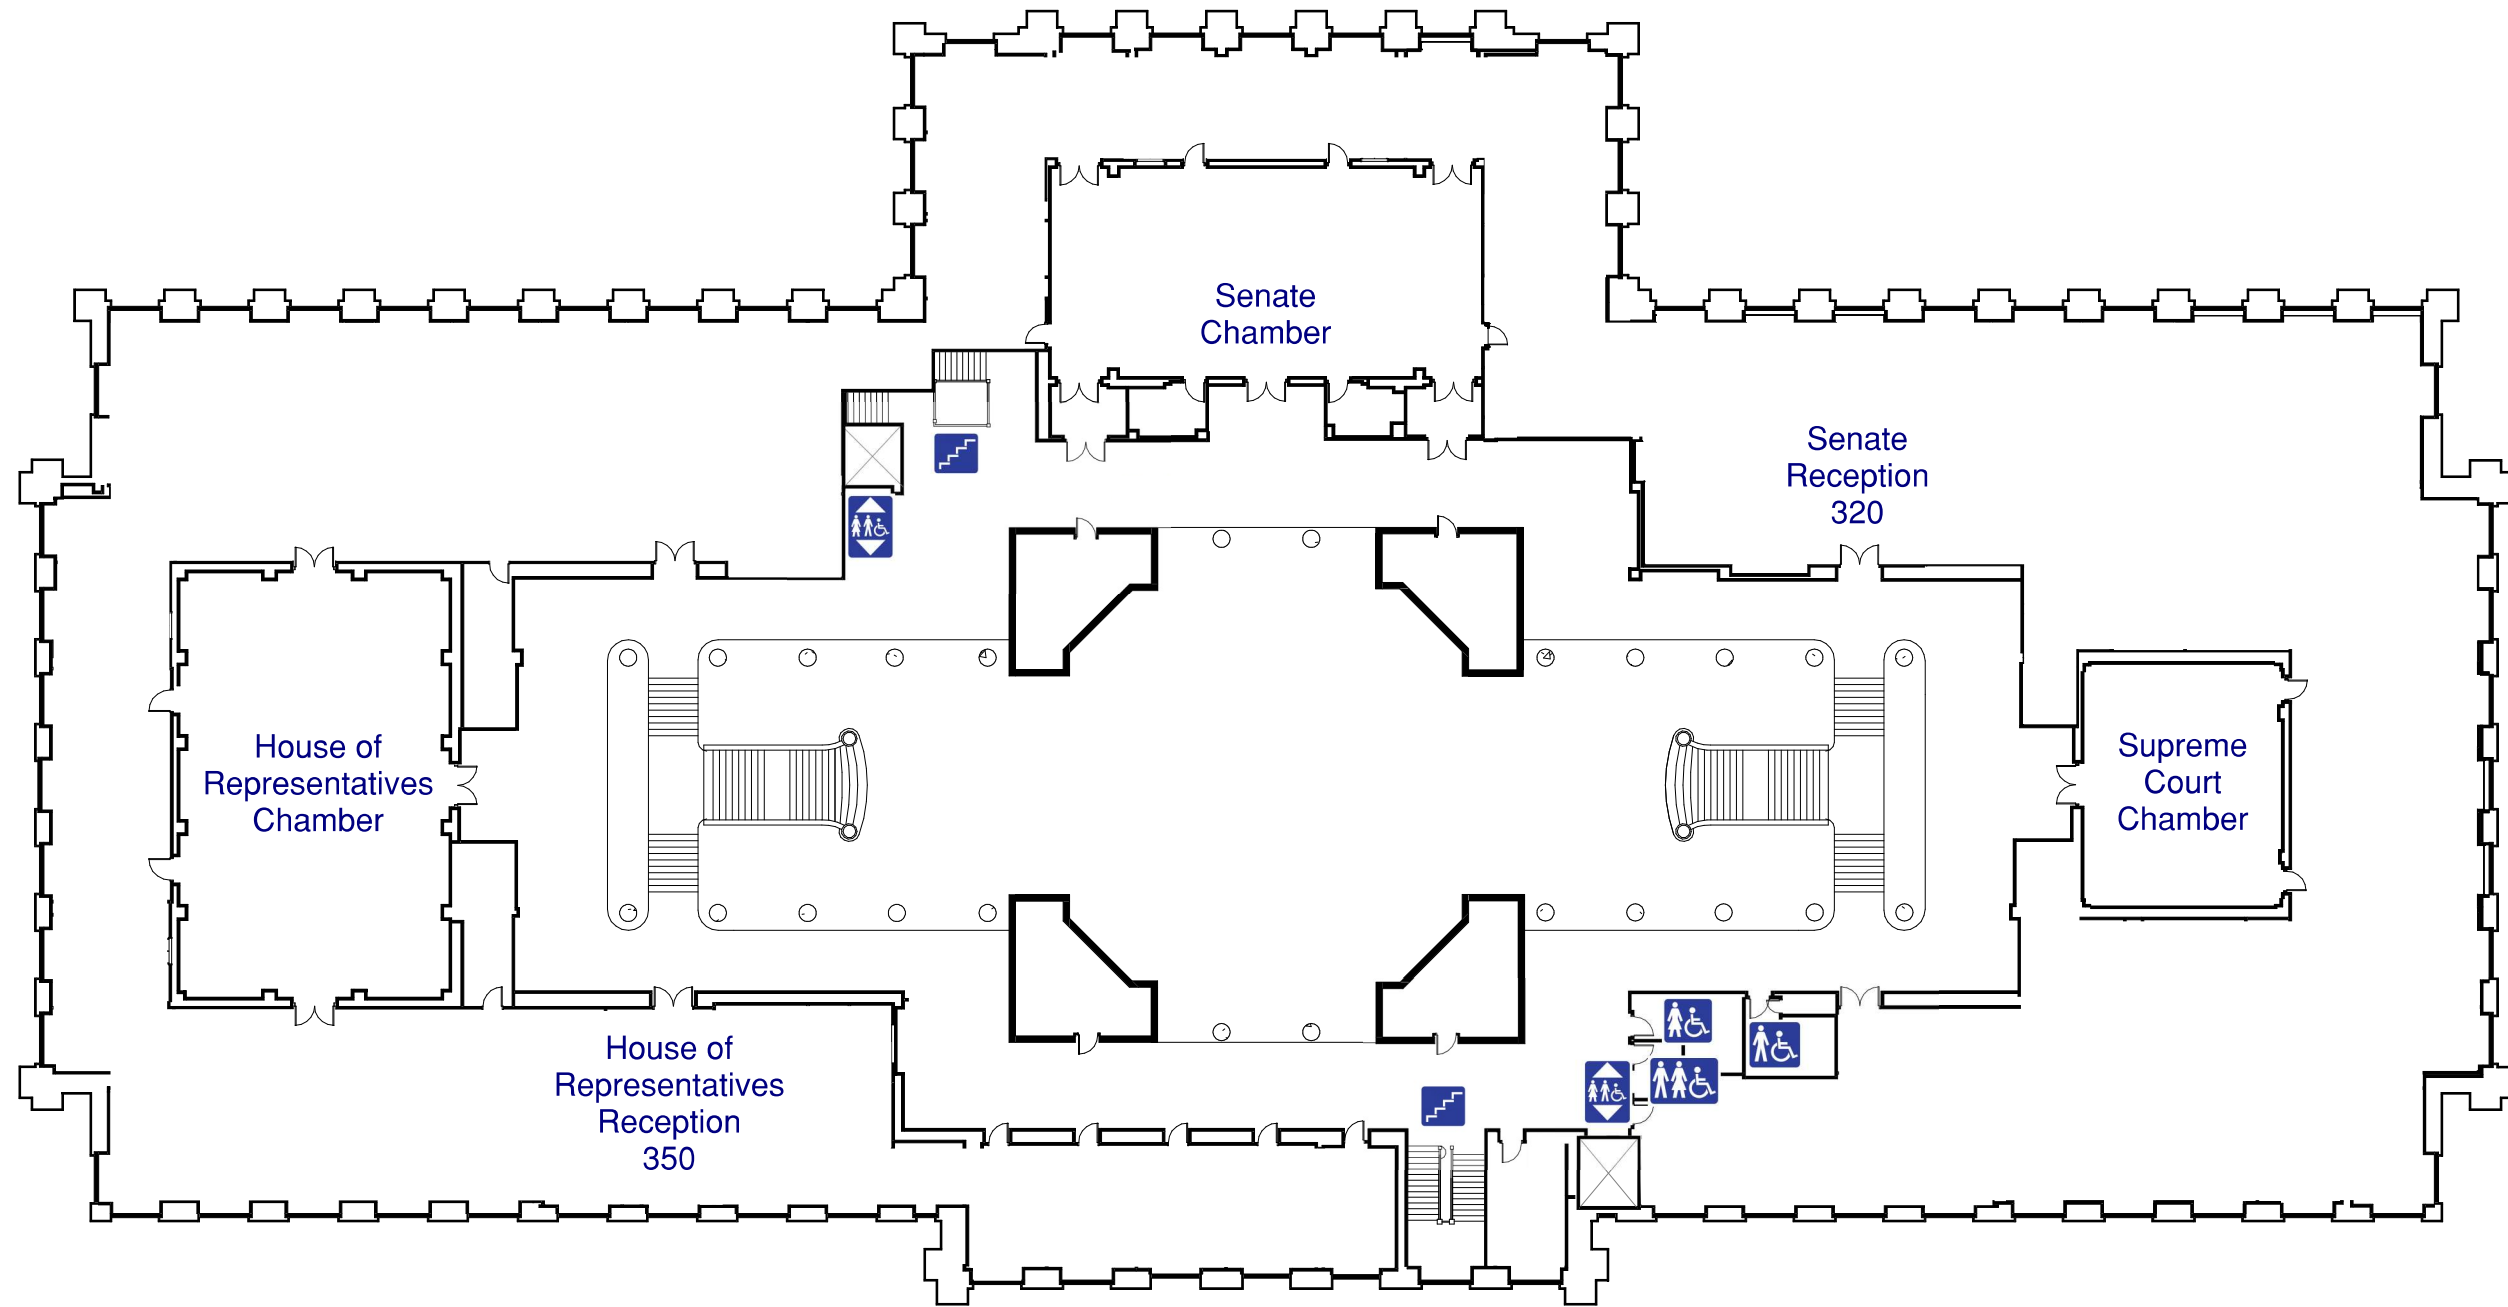 Senate
Chamber
Senate
Reception
320
House of
Representatives
Chamber
Supreme
Court
Chamber
House of
Representatives
Reception
350